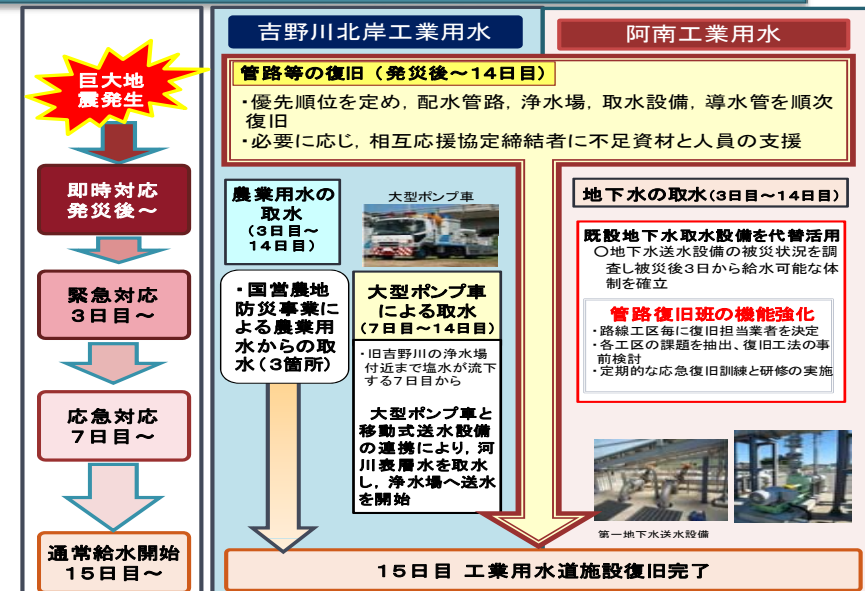 巨大地
震発生
即時対応
発災後～
緊急対応
3日目～
応急対応
7日目～
通常給水開始
15日目～
吉野川北岸工業用水
阿南工業用水
管路等の復旧（発災後～14日目）
・優先順位を定め，配水管路，浄水場，取水設備，導水管を順次
復旧
・必要に応じ，相互応援協定締結者に不足資材と人員の支援
農業用水の
取水
（3日目～
14日目）
・国営農地
防災事業に
よる農業用
水からの取
水（3箇所）
大型ポンプ車
大型ポンプ車
による取水
（7日目～14日目）
・旧吉野川の浄水場
付近まで塩水が流下
する7日目から
大型ポンプ車と
移動式送水設備
の連携により，河
川表層水を取水
し，浄水場へ送水
を開始
地下水の取水（3日目～14日目）
既設地下水取水設備を代替活用
〇地下水送水設備の被災状況を調
査し被災後3日から給水可能な体
制を確立
管路復旧班の機能強化
・路線工区毎に復旧担当業者を決定
・各工区の課題を抽出、復旧工法の事
前検討
・定期的な応急復旧訓練と研修の実施
第一地下水送水設備
15日目 工業用水道施設復旧完了